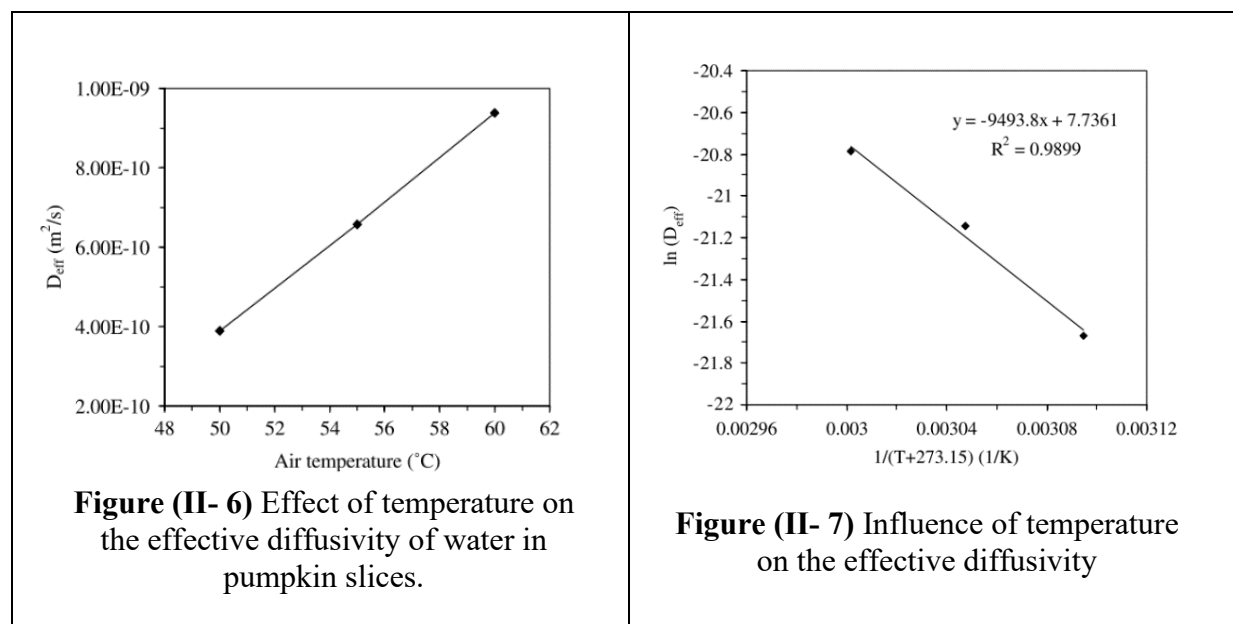 1.00E-09
8.00E-10
6.00E-10
4.00E-10
2.00E-10
D_eff (m²/s)
48 50 52 54 56 58 60 62
Air temperature (˚C)
Figure (II- 6) Effect of temperature on
the effective diffusivity of water in
pumpkin slices.
-20.4
-20.6
-20.8
-21
-21.2
-21.4
-21.6
-21.8
-22
ln (D_eff)
y = -9493.8x + 7.7361
R² = 0.9899
0.00296 0.003 0.00304 0.00308 0.00312
1/(T+273.15) (1/K)
Figure (II- 7) Influence of temperature
on the effective diffusivity